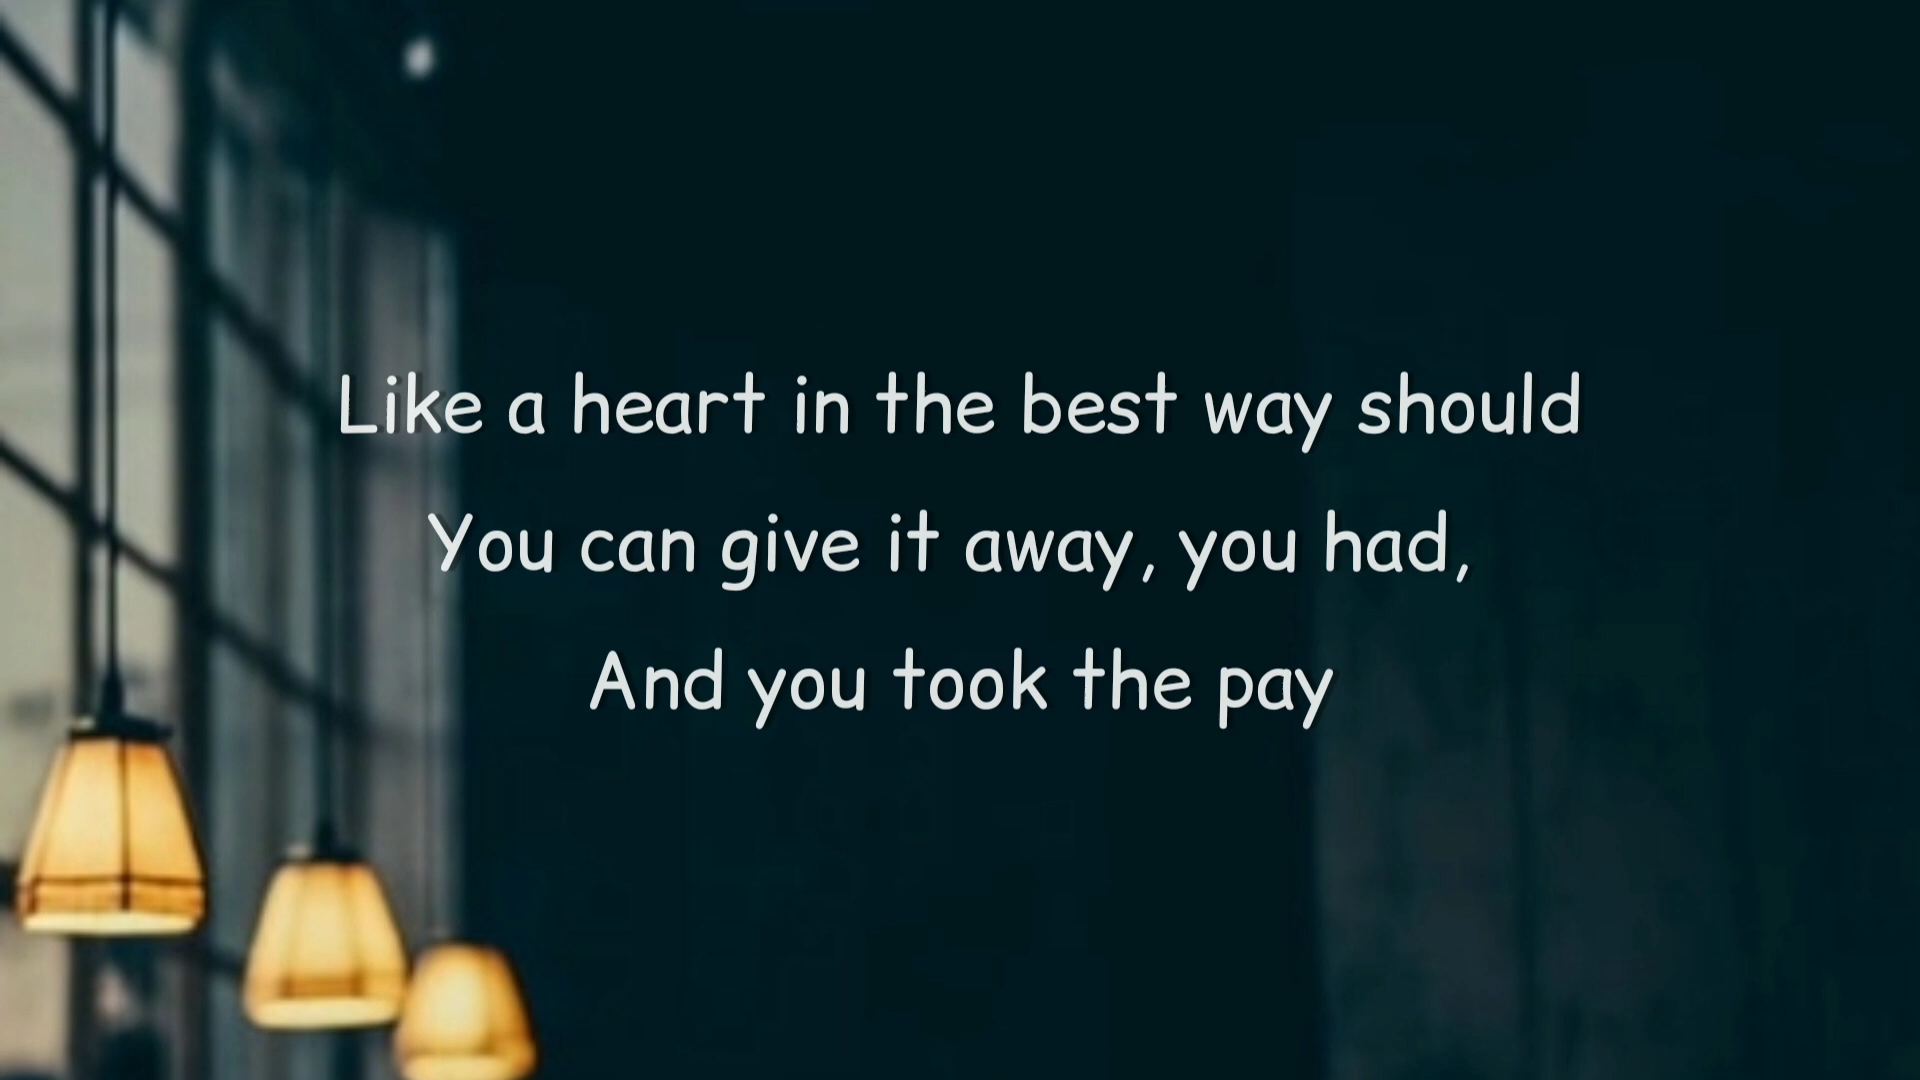 Like a heart in the best way should
You can give it away, you had,
And you took the pay